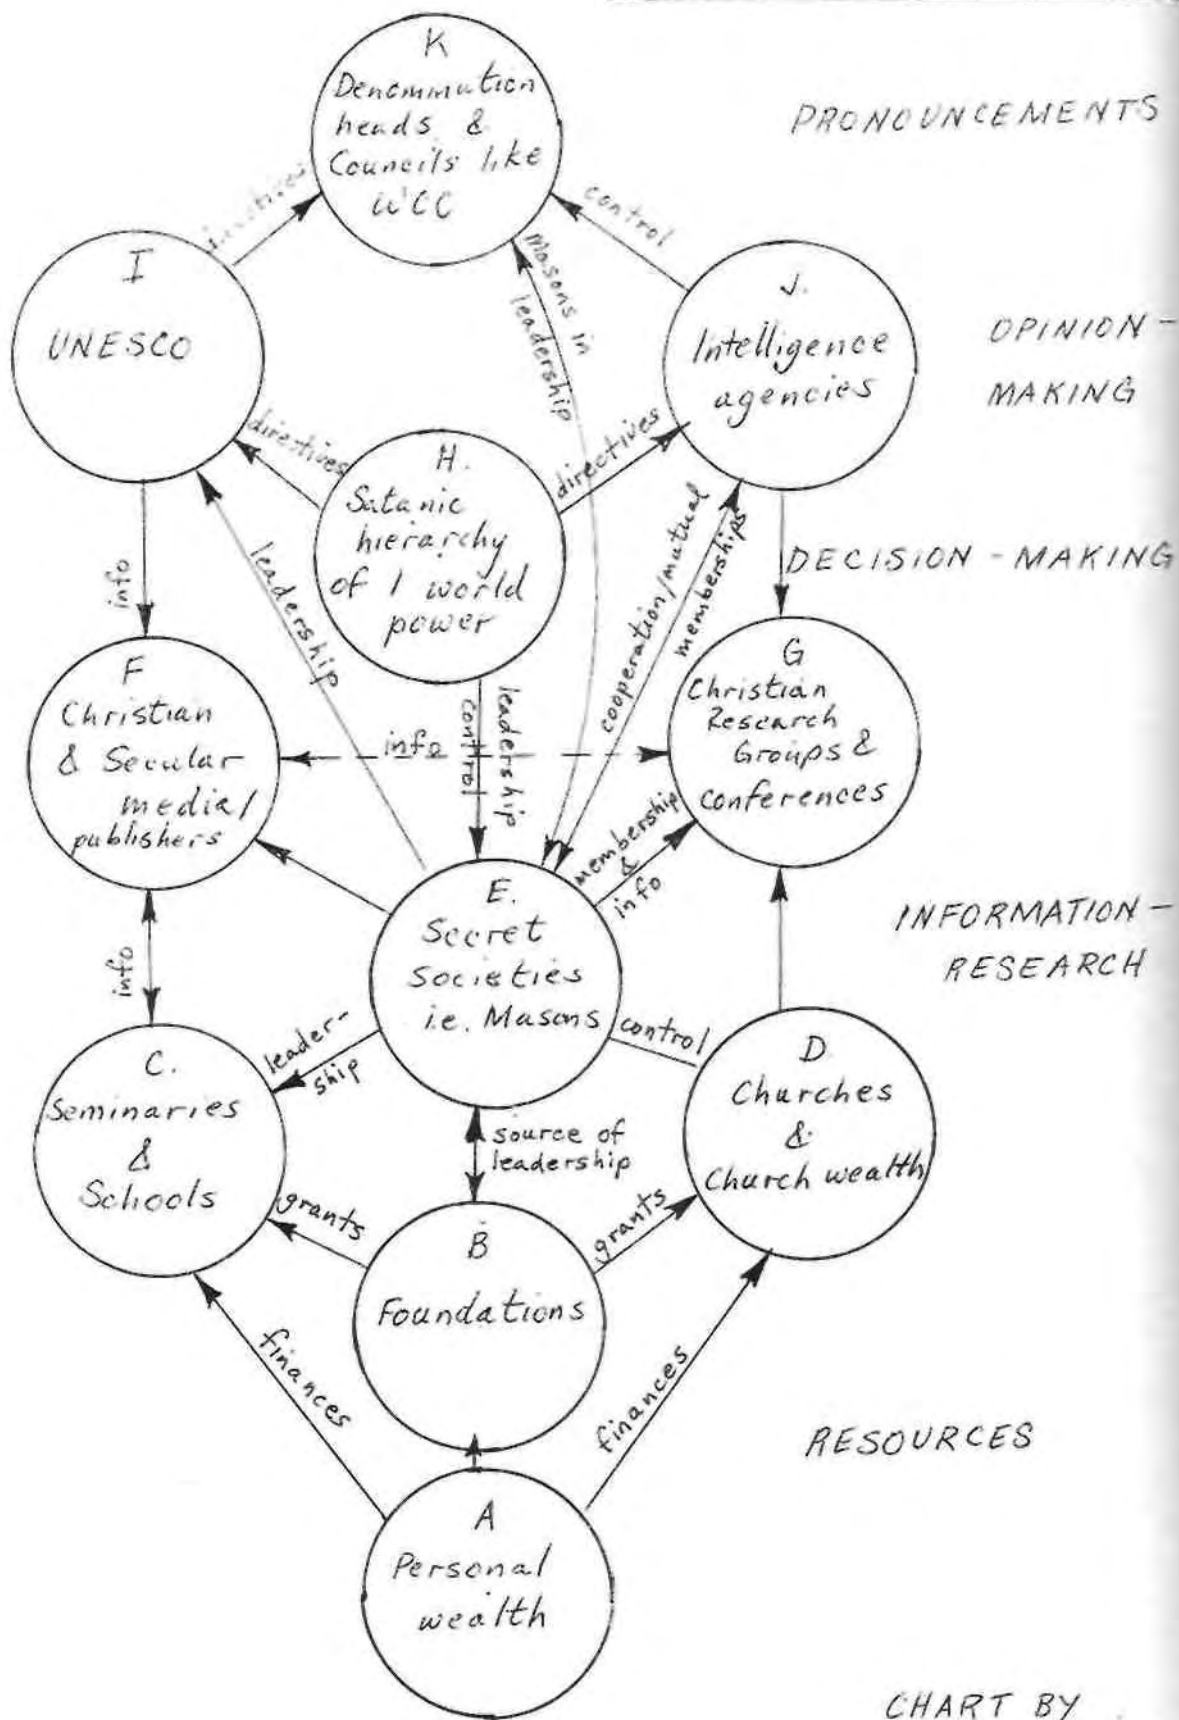 K
Denommution
heads &
Councils like
WCC
PRONOUNCEMENTS
control
I
UNESCO
Masons in
leadership
J.
Intelligence
agencies
OPINION -
MAKING
directives
H.
Satanic
hierarchy
of 1 world
power
directives
info
leadership
cooperation/mutual
memberships
DECISION - MAKING
F
Christian
& Secular
media/
publishers
info
leadership
control
G
Christian
Research
Groups &
Conferences
membership
&
info
E.
Secret
Societies
i.e. Masons
INFORMATION -
RESEARCH
info
C.
Seminaries
&
Schools
leader-
ship
control
D
Churches
&
Church wealth
source of
leadership
grants
B
Foundations
grants
finances
finances
RESOURCES
A
Personal
wealth
CHART BY